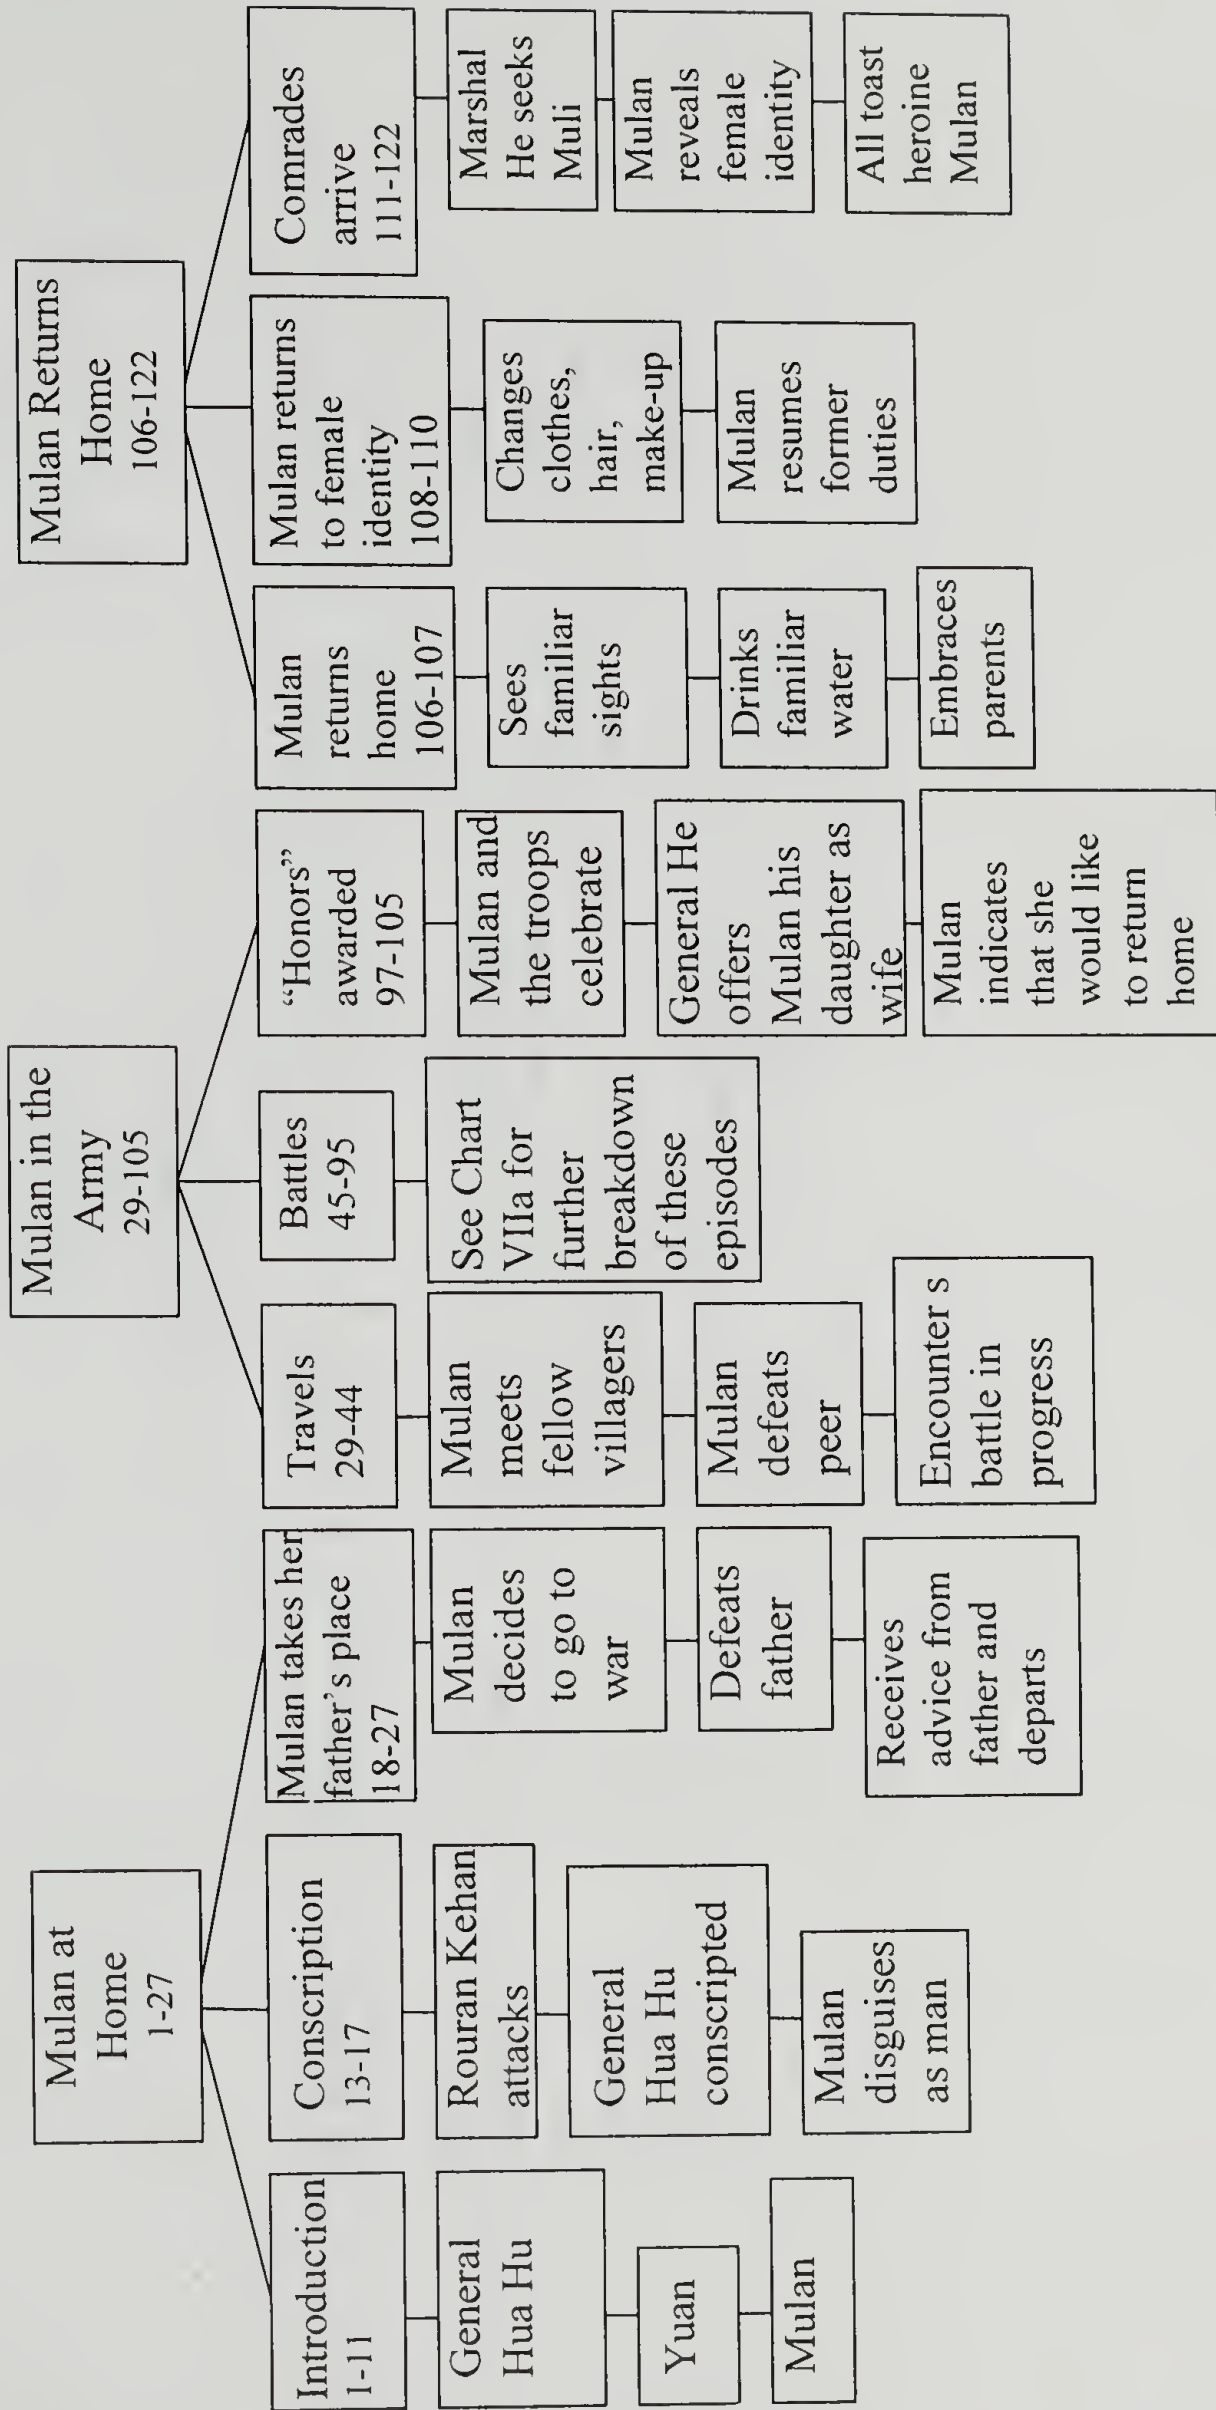 Mulan at
Home
1-27
Introduction
1-11
General
Hua Hu
Yuan
Mulan
Conscription
13-17
Rouran Kehan
attacks
General
Hua Hu
conscripted
Mulan
disguises
as man
Mulan takes her
father's place
18-27
Mulan
decides
to go to
war
Defeats
father
Receives
advice from
father and
departs
Mulan in the
Army
29-105
Travels
29-44
Mulan
meets
fellow
villagers
Mulan
defeats
peer
Encounter s
battle in
progress
Battles
45-95
See Chart
VIIa for
further
breakdown
of these
episodes
“Honors”
awarded
97-105
Mulan and
the troops
celebrate
General He
offers
Mulan his
daughter as
wife
Mulan
indicates
that she
would like
to return
home
Mulan Returns
Home
106-122
Mulan
returns
home
106-107
Sees
familiar
sights
Drinks
familiar
water
Embraces
parents
Mulan returns
to female
identity
108-110
Changes
clothes,
hair,
make-up
Mulan
resumes
former
duties
Comrades
arrive
111-122
Marshal
He seeks
Muli
Mulan
reveals
female
identity
All toast
heroine
Mulan